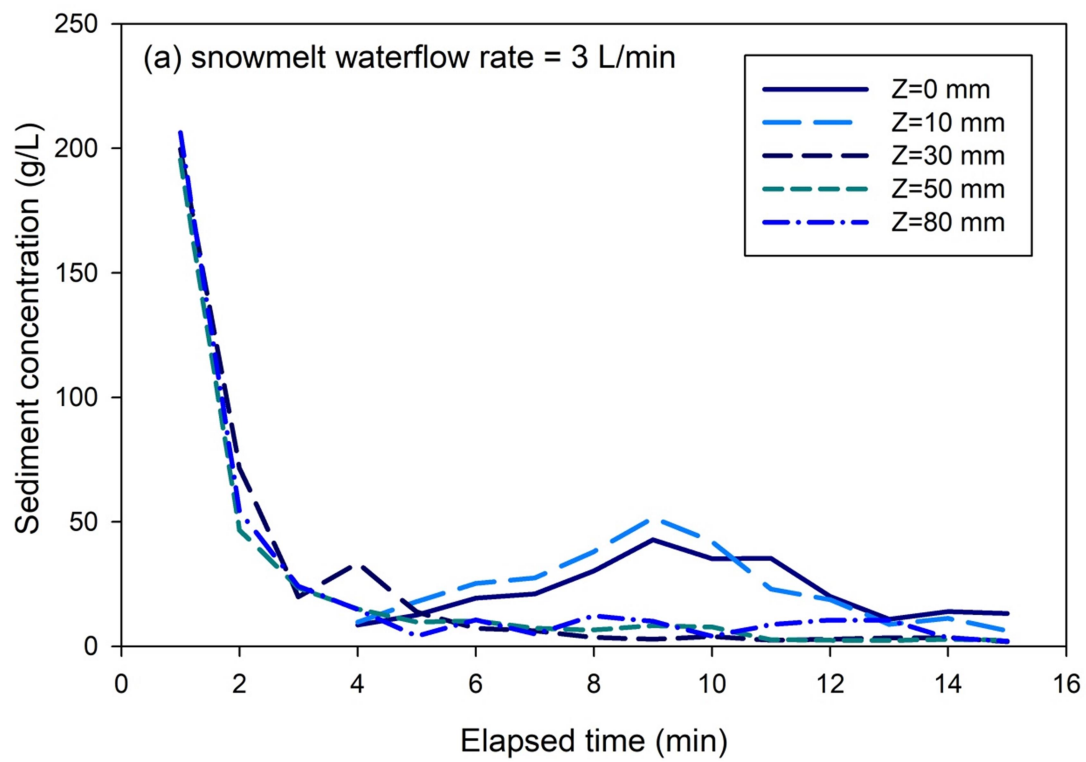 250
(a) snowmelt waterflow rate = 3 L/min
Z=0 mm
Z=10 mm
Z=30 mm
Z=50 mm
Z=80 mm
200
150
100
50
0
Sediment concentration (g/L)
0 2 4 6 8 10 12 14 16
Elapsed time (min)